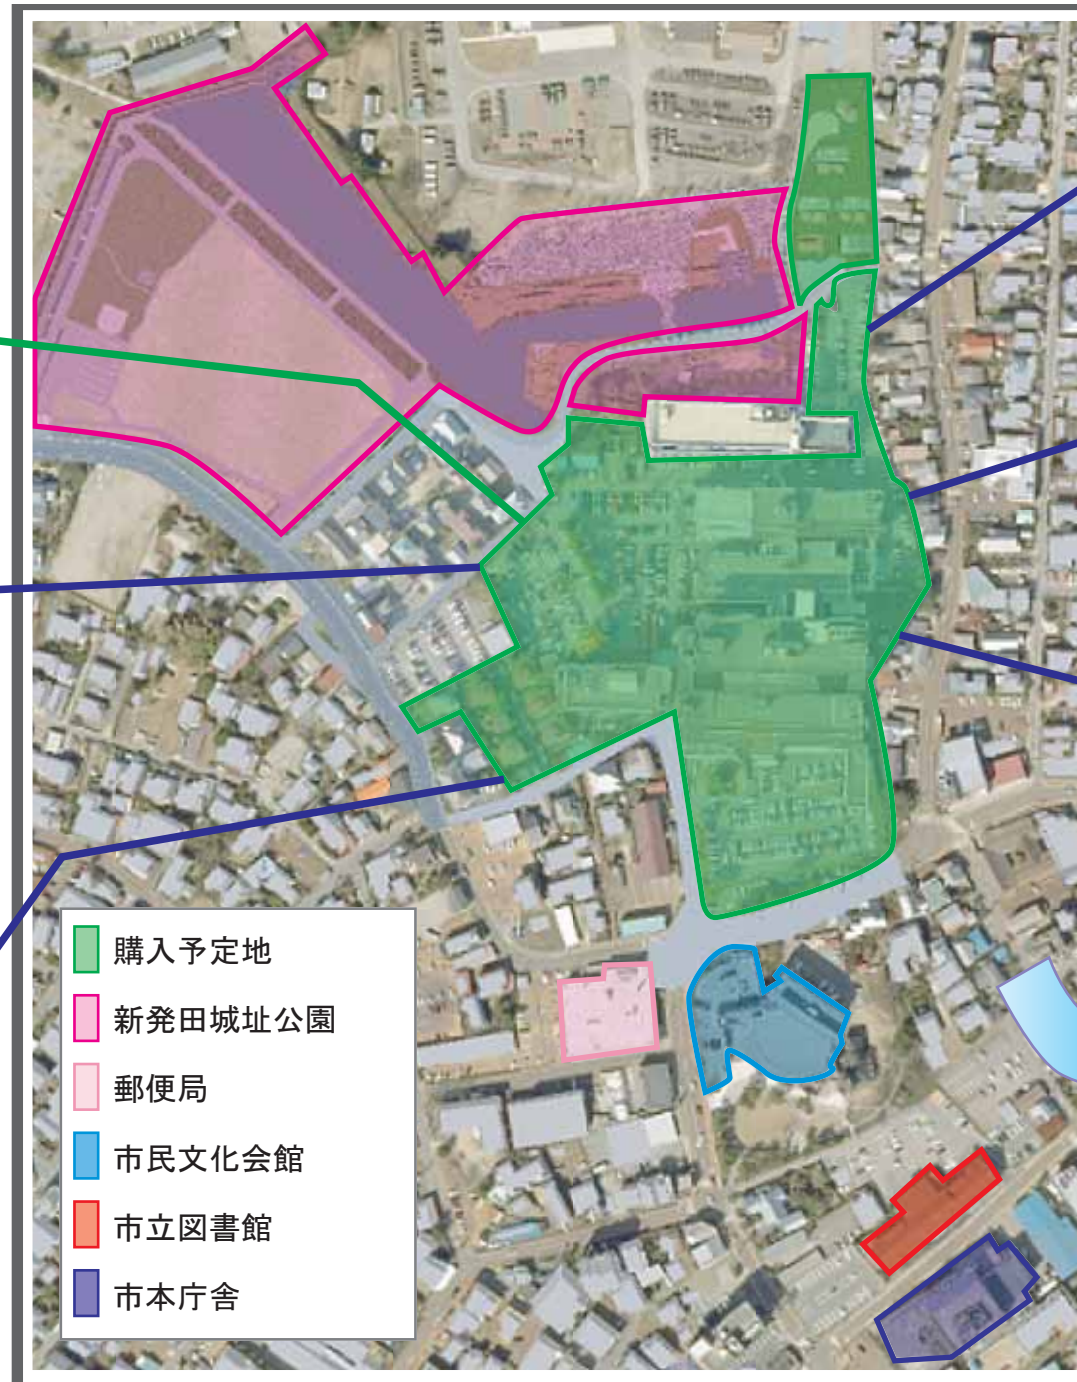 購入予定地
新発田城址公園
郵便局
市民文化会館
市立図書館
市本庁舎